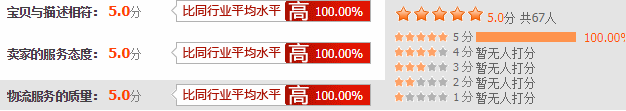 宝贝与描述相符： 5.0分 比同行业平均水平 高 100.00%
卖家的服务态度： 5.0分 比同行业平均水平 高 100.00%
物流服务的质量： 5.0分 比同行业平均水平 高 100.00%
5.0分 共67人
5 分 100.00%
4 分 暂无人打分
3 分 暂无人打分
2 分 暂无人打分
1 分 暂无人打分